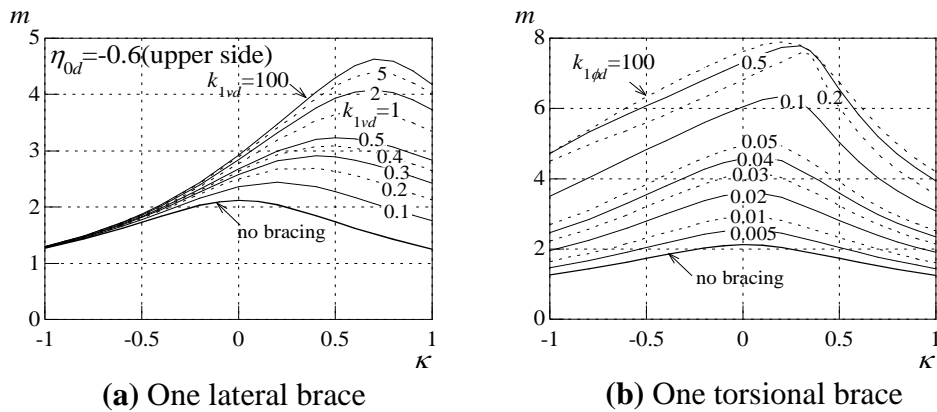 m
5
4
3
2
1
0
η0d=-0.6(upper side)
k1vd=100
5
2
k1vd=1
0.5
0.4
0.3
0.2
0.1
no bracing
-1 -0.5 0 0.5 1
κ
(a) One lateral brace
m
8
6
4
2
0
k1ϕd=100
0.5
0.2
0.1
0.05
0.04
0.03
0.02
0.01
0.005
no bracing
-1 -0.5 0 0.5 1
κ
(b) One torsional brace